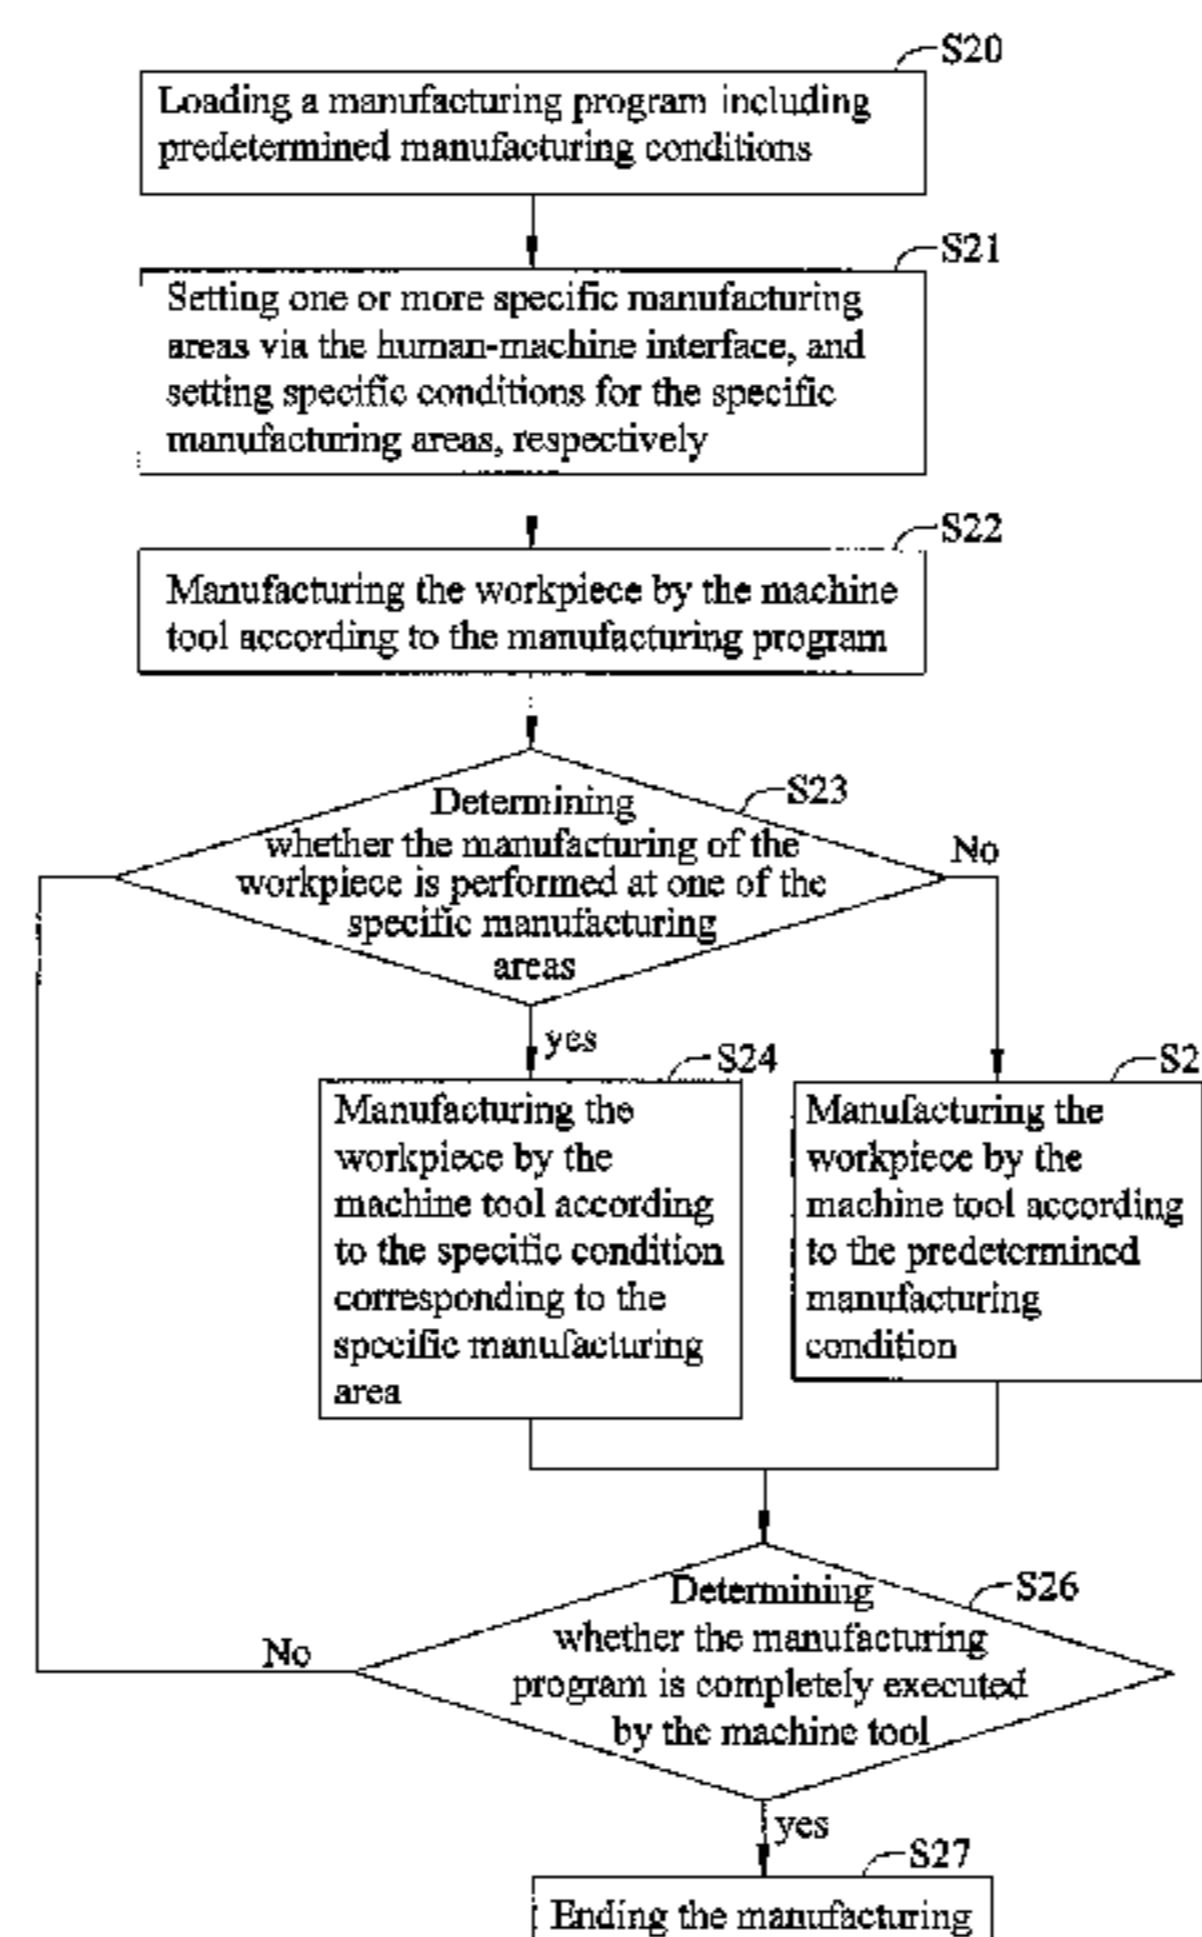 S20
Loading a manufacturing program including
predetermined manufacturing conditions
S21
Setting one or more specific manufacturing
areas via the human-machine interface, and
setting specific conditions for the specific
manufacturing areas, respectively
S22
Manufacturing the workpiece by the machine
tool according to the manufacturing program
S23
Determining
whether the manufacturing of the
workpiece is performed at one of the
specific manufacturing
areas
No
yes
S24
Manufacturing the
workpiece by the
machine tool according
to the specific condition
corresponding to the
specific manufacturing
area
S2
Manufacturing the
workpiece by the
machine tool according
to the predetermined
manufacturing
condition
S26
Determining
whether the manufacturing
program is completely executed
by the machine tool
No
yes
S27
Ending the manufacturing